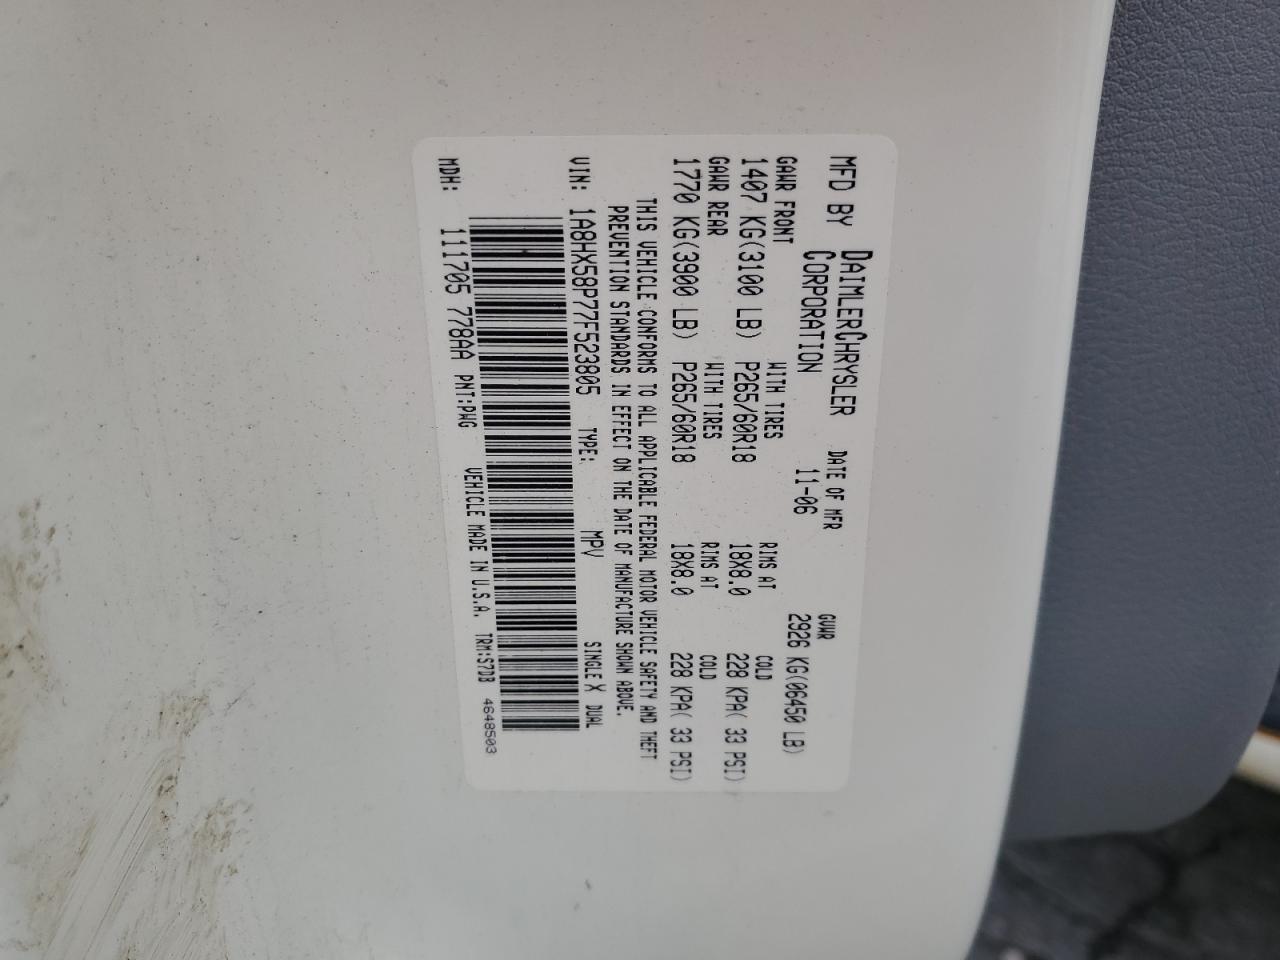 MFD BY DAIMLERCHRYSLER CORPORATION DATE OF MFR 11-06 GVWR 2926 KG(06450 LB)
GAWR FRONT WITH TIRES RIMS AT COLD
1407 KG(3100 LB) P265/60R18 18X8.0 228 KPA( 33 PSI)
GAWR REAR WITH TIRES RIMS AT COLD
1770 KG(3900 LB) P265/60R18 18X8.0 228 KPA( 33 PSI)
THIS VEHICLE CONFORMS TO ALL APPLICABLE FEDERAL MOTOR VEHICLE SAFETY AND THEFT
PREVENTION STANDARDS IN EFFECT ON THE DATE OF MANUFACTURE SHOWN ABOVE.
VIN: 1A8HX58P77F523805 TYPE: MPV SINGLE X DUAL
MDH: 111705 778AA PNT:PWG VEHICLE MADE IN U.S.A. TRM:S7DB 4648503